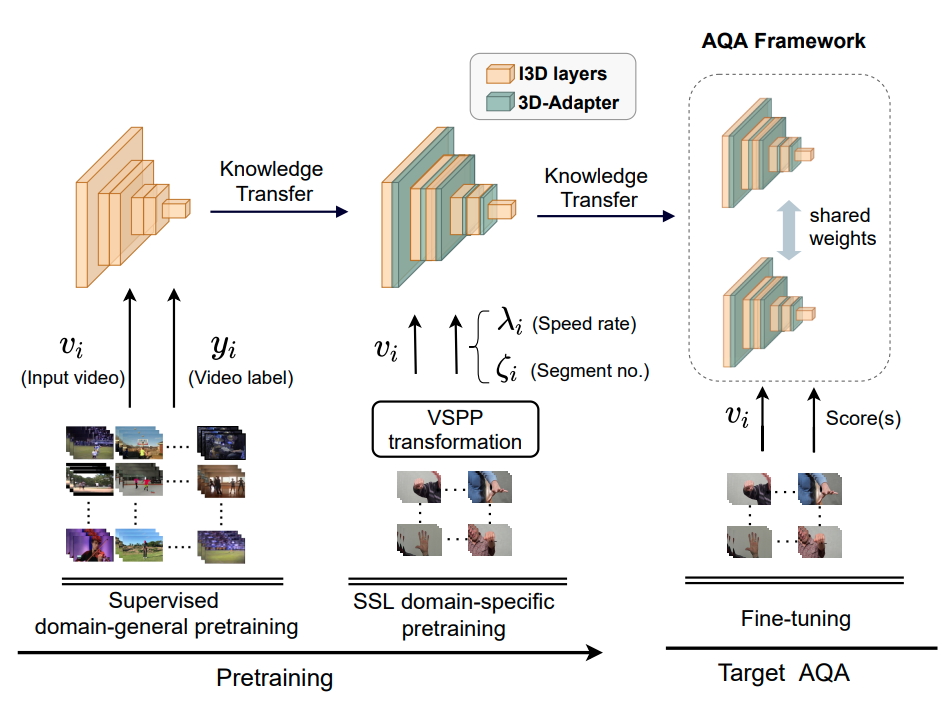 AQA Framework
I3D layers
3D-Adapter
Knowledge
Transfer
Knowledge
Transfer
shared
weights
v_i
(Input video)
y_i
(Video label)
v_i
λ_i (Speed rate)
ζ_i (Segment no.)
VSPP
transformation
v_i
Score(s)
Supervised
domain-general pretraining
SSL domain-specific
pretraining
Fine-tuning
Pretraining
Target AQA